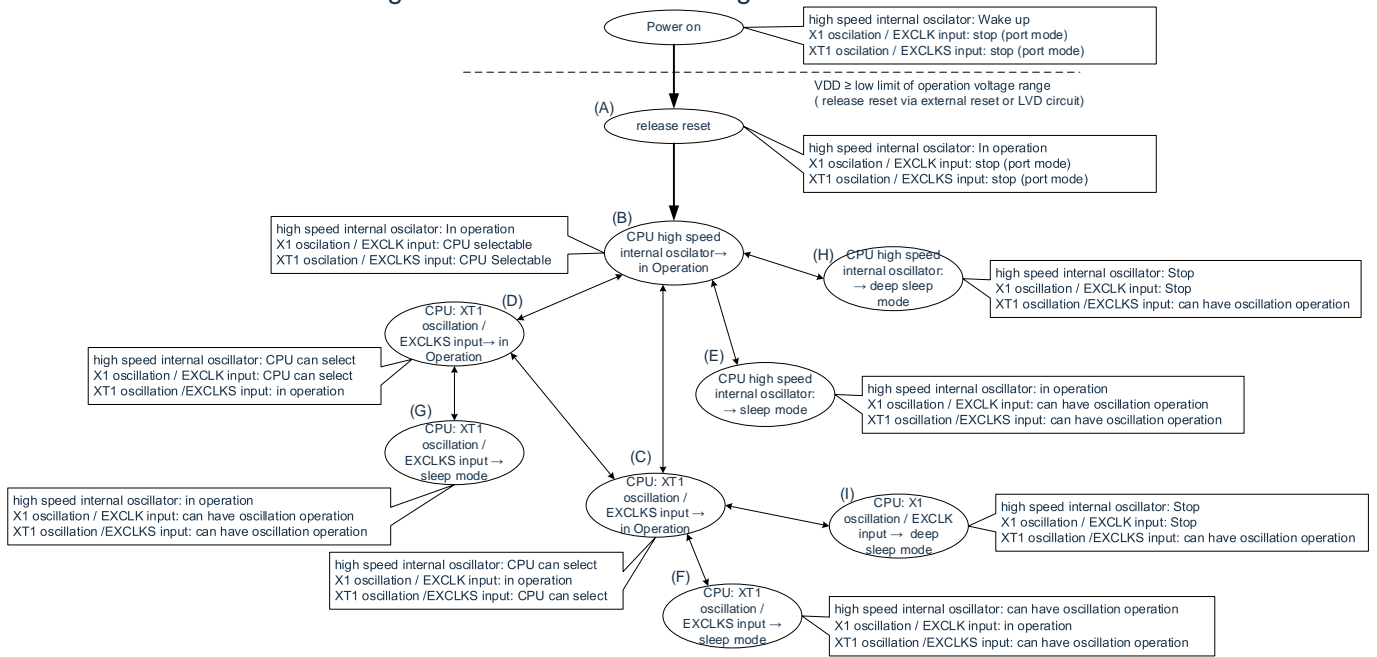 Power on
high speed internal oscilator: Wake up
X1 oscilation / EXCLK input: stop (port mode)
XT1 oscilation / EXCLKS input: stop (port mode)
VDD ≥ low limit of operation voltage range
( release reset via external reset or LVD circuit)
(A)
release reset
high speed internal oscilator: In operation
X1 oscilation / EXCLK input: stop (port mode)
XT1 oscilation / EXCLKS input: stop (port mode)
(B)
CPU high speed
internal oscilator→
in Operation
high speed internal oscilator: In operation
X1 oscilation / EXCLK input: CPU selectable
XT1 oscilation / EXCLKS input: CPU Selectable
(H)
CPU high speed
internal oscillator:
→ deep sleep
mode
high speed internal oscillator: Stop
X1 oscillation / EXCLK input: Stop
XT1 oscillation /EXCLKS input: can have oscillation operation
(D)
CPU: XT1
oscillation /
EXCLKS input→ in
Operation
high speed internal oscillator: CPU can select
X1 oscillation / EXCLK input: CPU can select
XT1 oscillation /EXCLKS input: in operation
(E)
CPU high speed
internal oscillator:
→ sleep mode
high speed internal oscillator: in operation
X1 oscillation / EXCLK input: can have oscillation operation
XT1 oscillation /EXCLKS input: can have oscillation operation
(G)
CPU: XT1
oscillation /
EXCLKS input →
sleep mode
high speed internal oscillator: in operation
X1 oscillation / EXCLK input: can have oscillation operation
XT1 oscillation /EXCLKS input: can have oscillation operation
(C)
CPU: XT1
oscillation /
EXCLKS input →
in Operation
high speed internal oscillator: CPU can select
X1 oscillation / EXCLK input: in operation
XT1 oscillation /EXCLKS input: CPU can select
(I)
CPU: X1
oscillation / EXCLK
input → deep
sleep mode
high speed internal oscillator: Stop
X1 oscillation / EXCLK input: Stop
XT1 oscillation /EXCLKS input: can have oscillation operation
(F)
CPU: XT1
oscillation /
EXCLKS input →
sleep mode
high speed internal oscillator: can have oscillation operation
X1 oscillation / EXCLK input: in operation
XT1 oscillation /EXCLKS input: can have oscillation operation